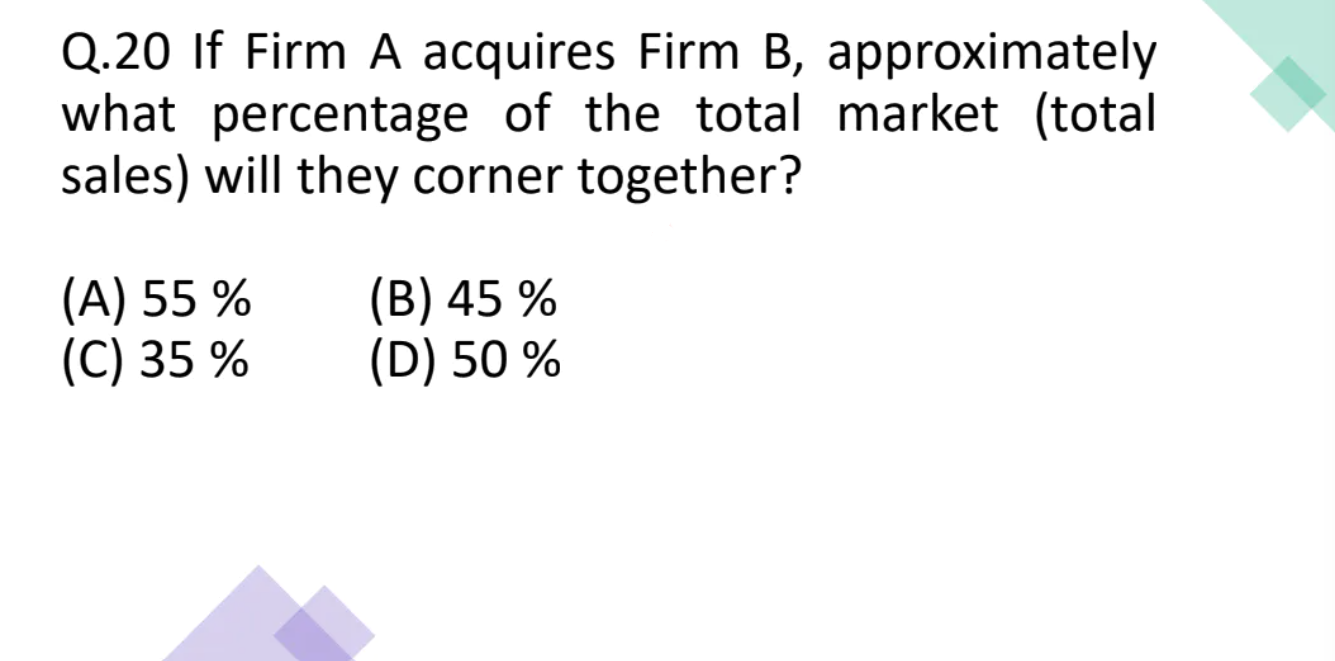 Q.20 If Firm A acquires Firm B, approximately
what percentage of the total market (total
sales) will they corner together?
(A) 55 % (B) 45 %
(C) 35 % (D) 50 %